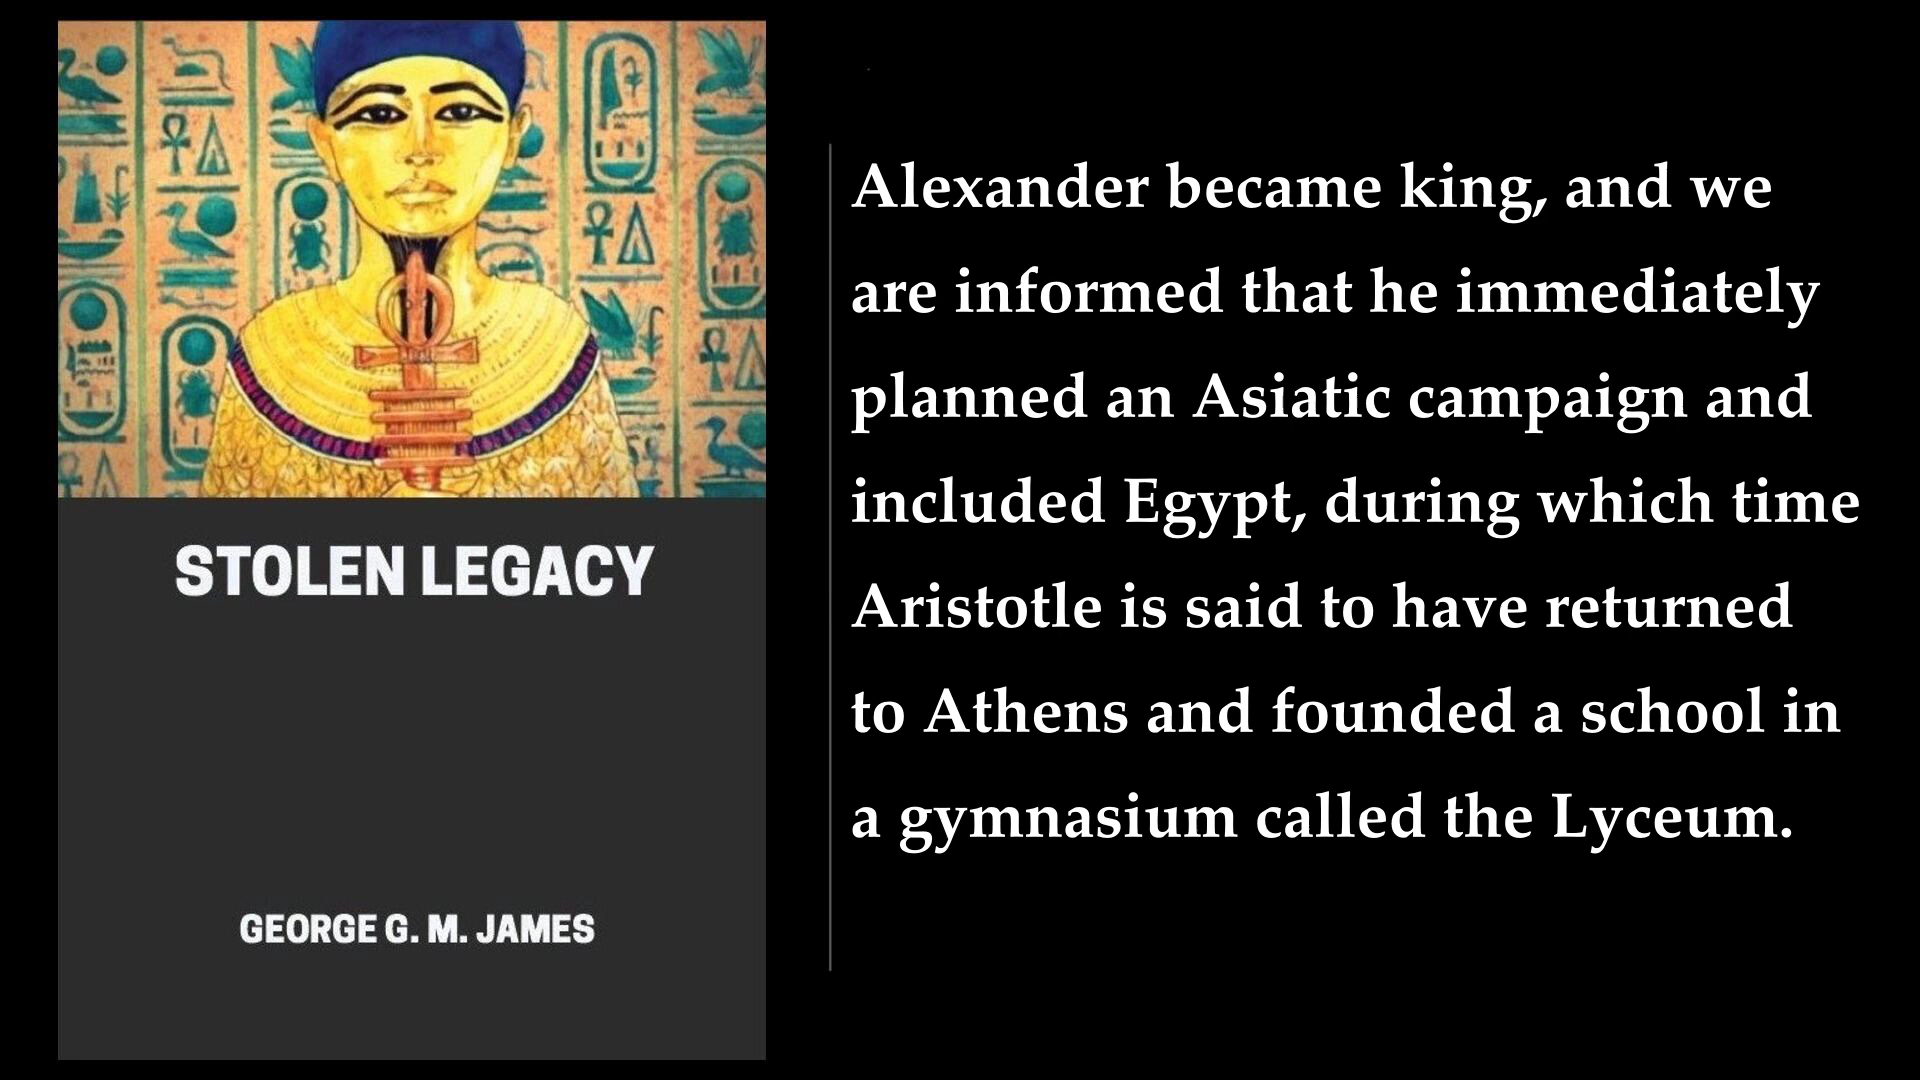 STOLEN LEGACY
GEORGE G. M. JAMES
Alexander became king, and we
are informed that he immediately
planned an Asiatic campaign and
included Egypt, during which time
Aristotle is said to have returned
to Athens and founded a school in
a gymnasium called the Lyceum.